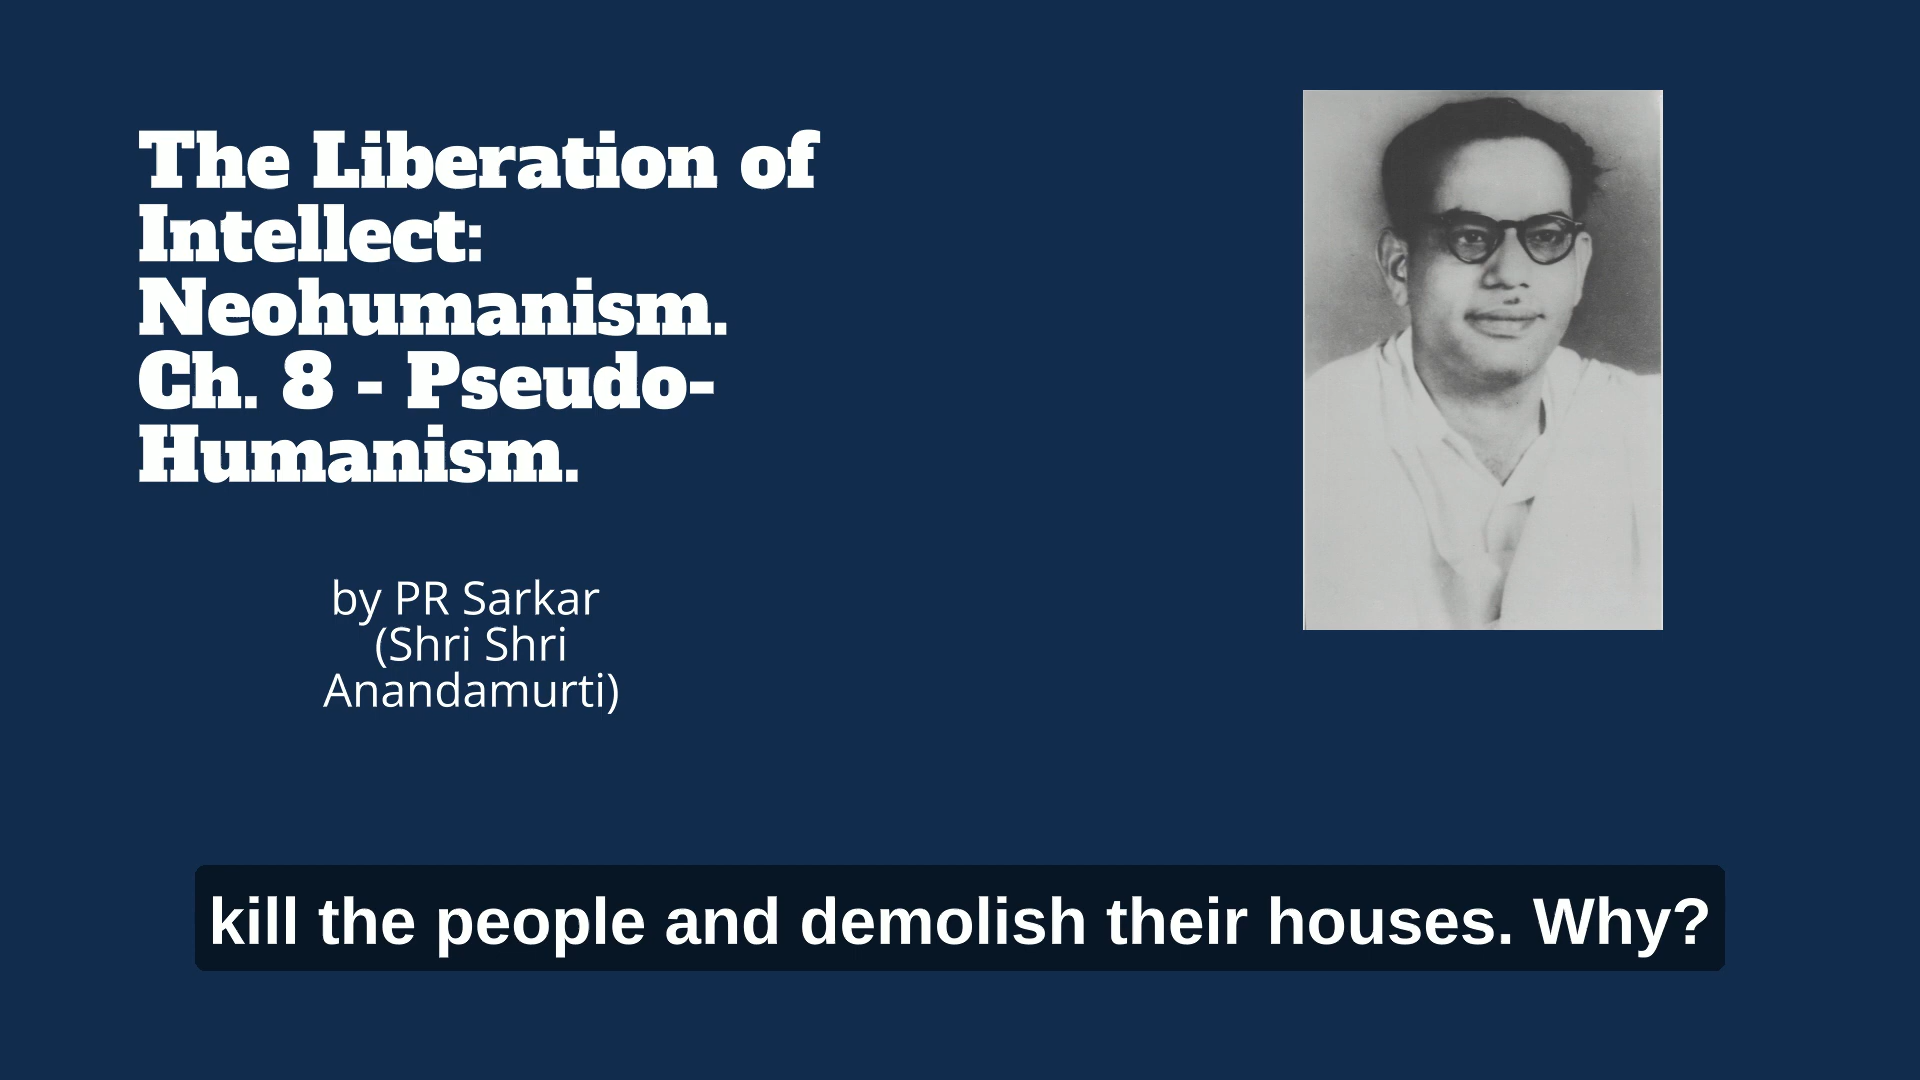 The Liberation of
Intellect:
Neohumanism.
Ch. 8 - Pseudo-
Humanism.
by PR Sarkar
(Shri Shri
Anandamurti)
kill the people and demolish their houses. Why?